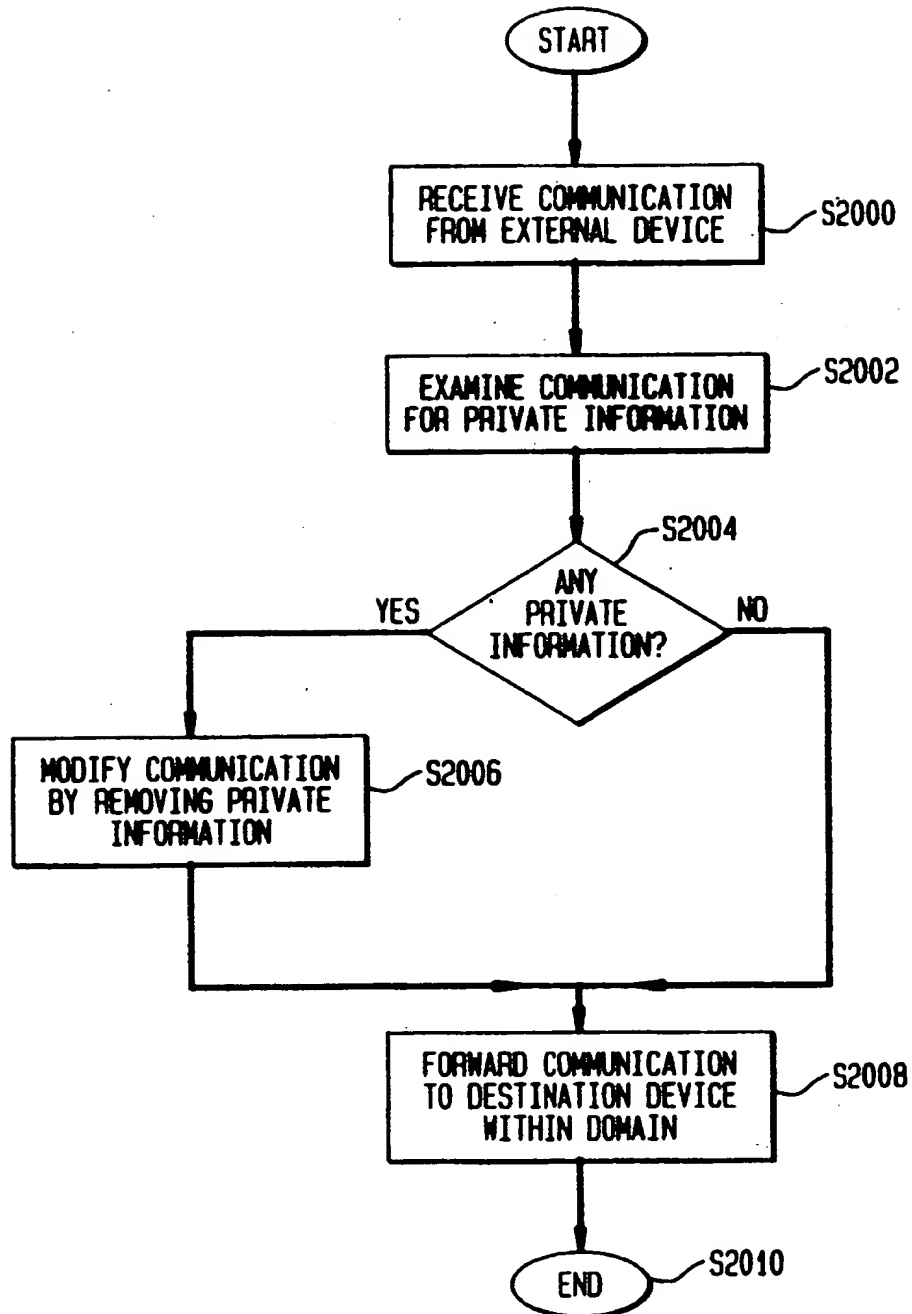 START
RECEIVE COMMUNICATION
FROM EXTERNAL DEVICE
S2000
EXAMINE COMMUNICATION
FOR PRIVATE INFORMATION
S2002
S2004
ANY
PRIVATE
INFORMATION?
YES
NO
MODIFY COMMUNICATION
BY REMOVING PRIVATE
INFORMATION
S2006
FORWARD COMMUNICATION
TO DESTINATION DEVICE
WITHIN DOMAIN
S2008
END
S2010